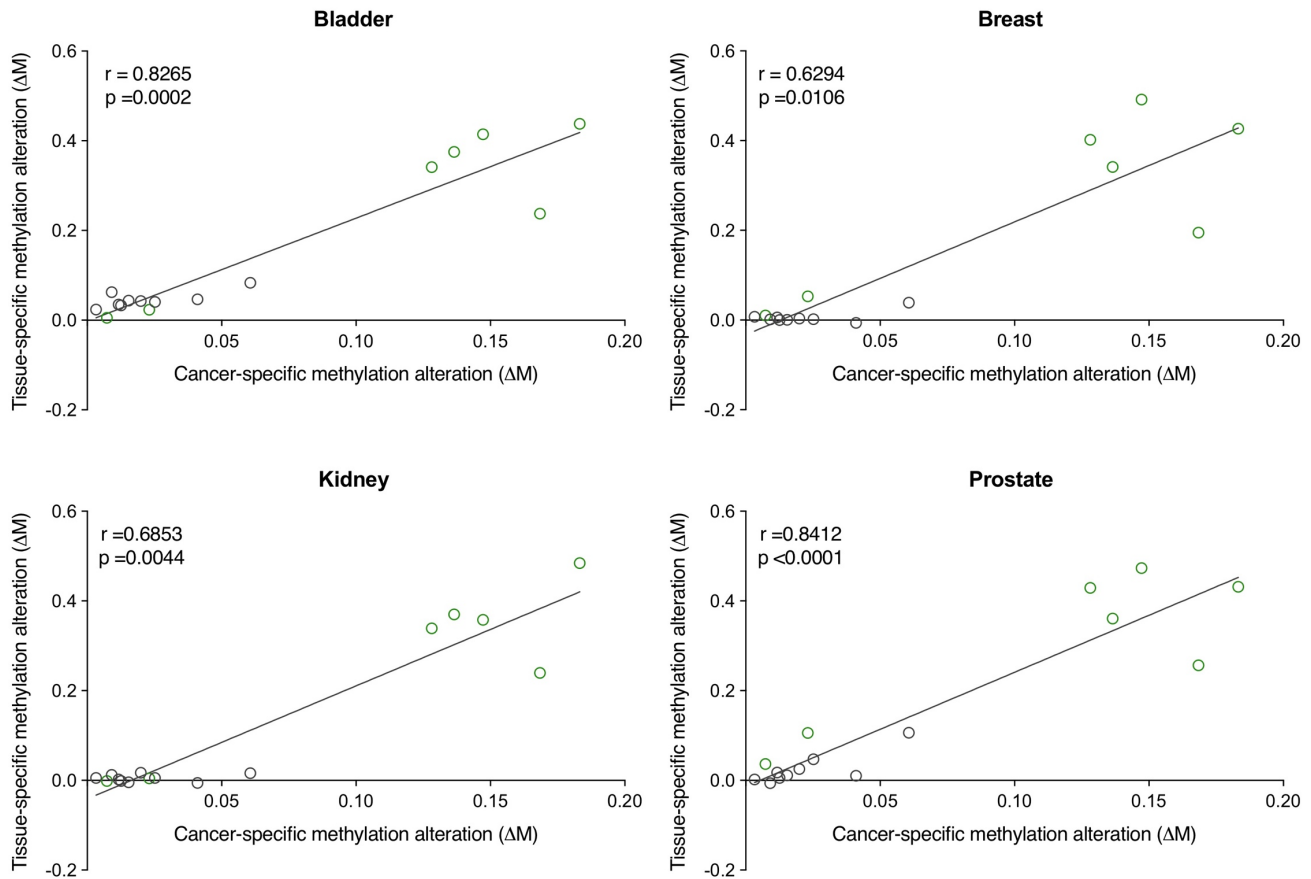 Bladder
r = 0.8265
p =0.0002
0.6
0.4
0.2
0.0
-0.2
0.05
0.10
0.15
0.20
Tissue-specific methylation alteration (ΔM)
Cancer-specific methylation alteration (ΔM)
Breast
r = 0.6294
p =0.0106
0.6
0.4
0.2
0.0
-0.2
0.05
0.10
0.15
0.20
Tissue-specific methylation alteration (ΔM)
Cancer-specific methylation alteration (ΔM)
Kidney
r =0.6853
p =0.0044
0.6
0.4
0.2
0.0
-0.2
0.05
0.10
0.15
0.20
Tissue-specific methylation alteration (ΔM)
Cancer-specific methylation alteration (ΔM)
Prostate
r =0.8412
p <0.0001
0.6
0.4
0.2
0.0
-0.2
0.05
0.10
0.15
0.20
Tissue-specific methylation alteration (ΔM)
Cancer-specific methylation alteration (ΔM)